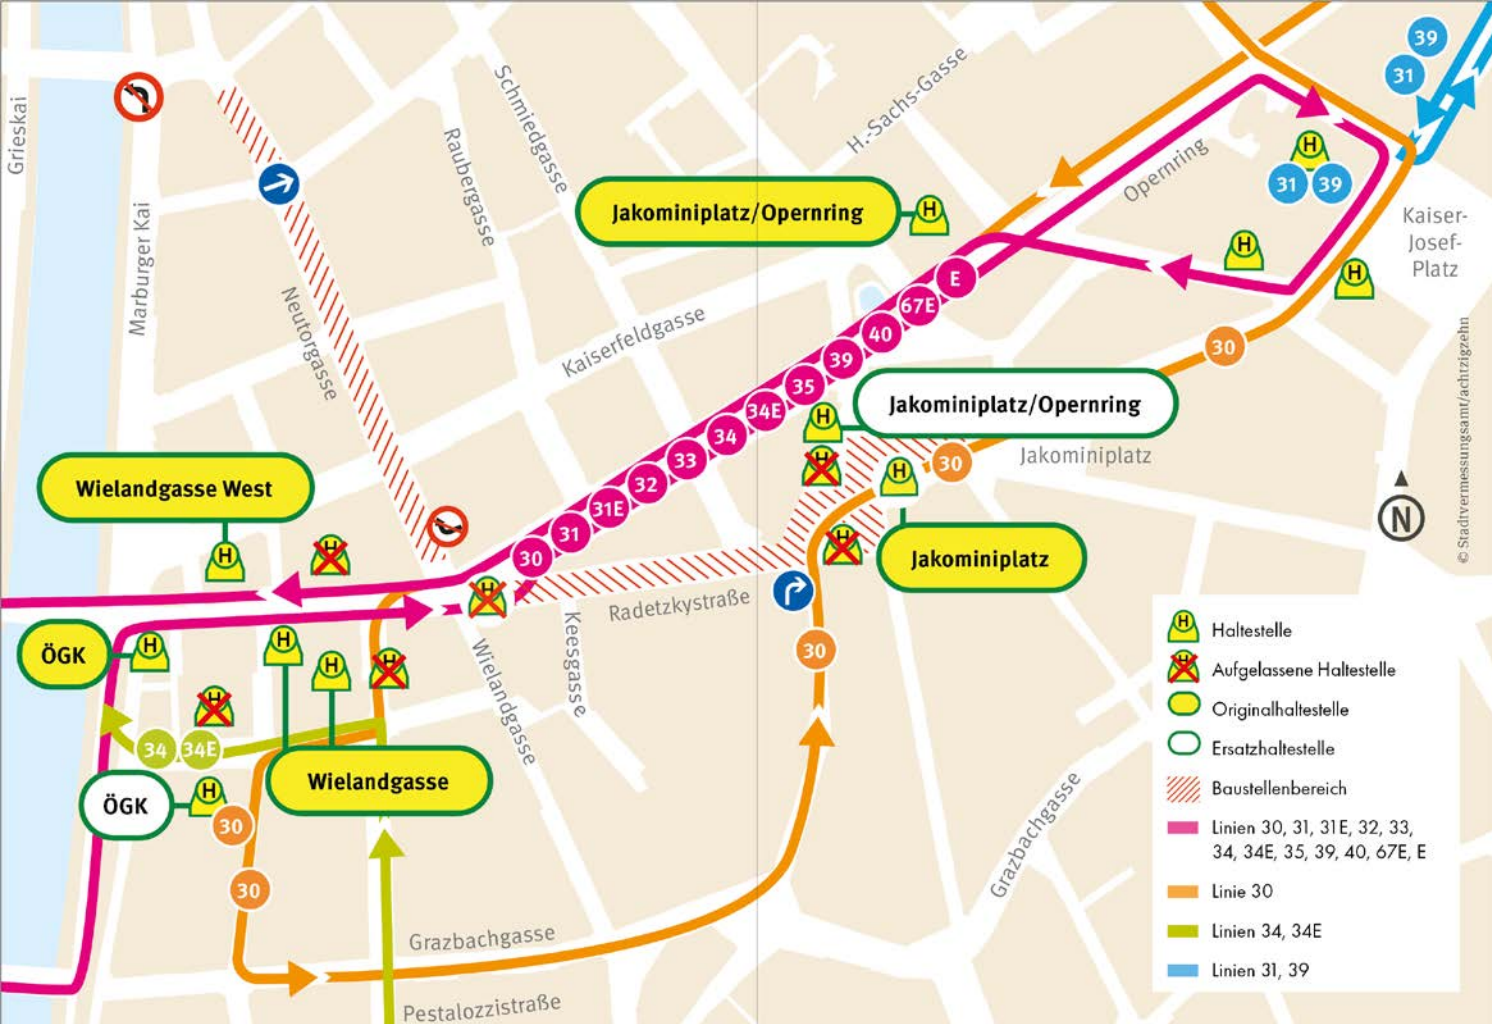 39
31
Grieskai
Schmiedgasse
H.-Sachs-Gasse
Raubergasse
Opernring
H
31 39
Marburger Kai
Jakominiplatz/Opernring
H
Kaiser-
Josef-
Platz
H
H
Neutorgasse
Kaiserfeldgasse
E
67E
40
39
35
34E
34
33
32
31E
31
30
30
Jakominiplatz/Opernring
H
H
30
Jakominiplatz
H
Wielandgasse West
H
H
H
Jakominiplatz
N
© Stadtvermessungsamt/achtzigzehn
H
Radetzkystraße
Keesgasse
Wielandgasse
ÖGK
H
H
H
H
30
H
34 34E
Wielandgasse
ÖGK
H
30
30
Grazbachgasse
Grazbachgasse
Pestalozzistraße
H Haltestelle
H Aufgelassene Haltestelle
Originalhaltestelle
Ersatzhaltestelle
Baustellenbereich
Linien 30, 31, 31E, 32, 33,
34, 34E, 35, 39, 40, 67E, E
Linie 30
Linien 34, 34E
Linien 31, 39